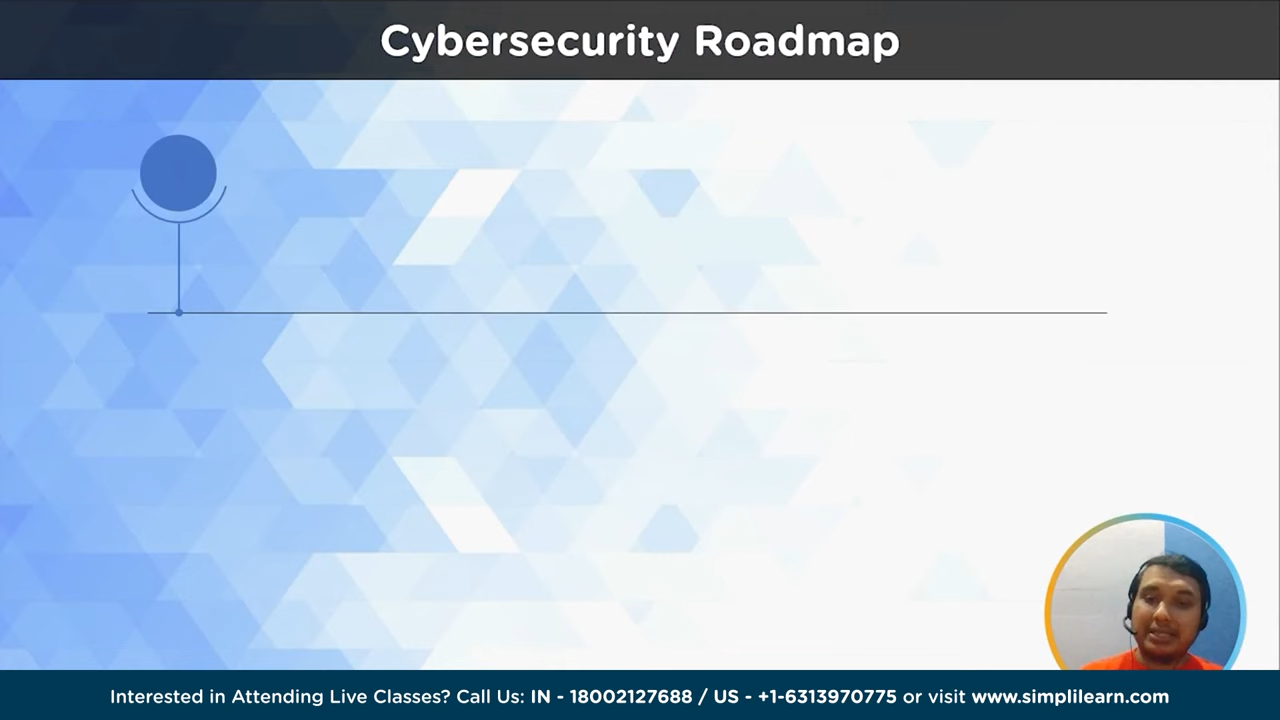 Cybersecurity Roadmap
Interested in Attending Live Classes? Call Us: IN - 18002127688 / US - +1-6313970775 or visit www.simplilearn.com